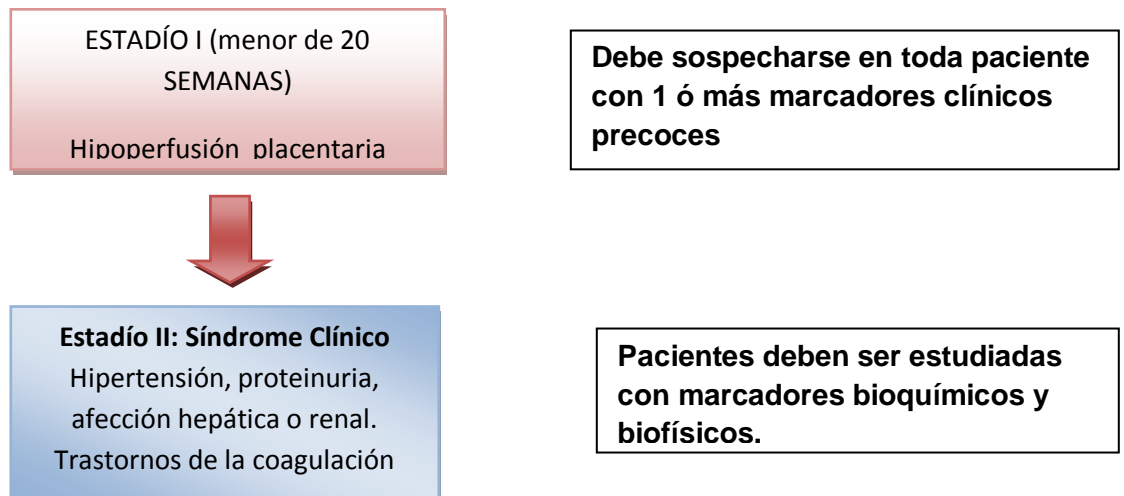 ESTADÍO I (menor de 20
SEMANAS)
Hipoperfusión placentaria
Debe sospecharse en toda paciente
con 1 ó más marcadores clínicos
precoces
Estadío II: Síndrome Clínico
Hipertensión, proteinuria,
afección hepática o renal.
Trastornos de la coagulación
Pacientes deben ser estudiadas
con marcadores bioquímicos y
biofísicos.